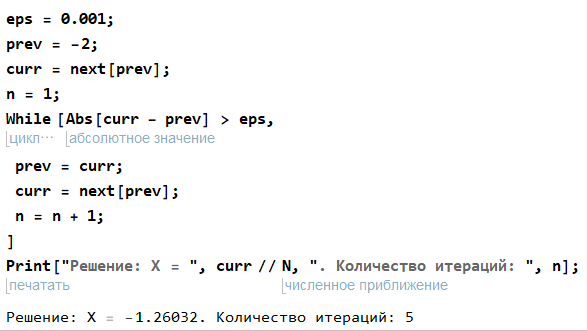 eps = 0.001;
prev = -2;
curr = next[prev];
n = 1;
While[Abs[curr - prev] > eps,
цикл⋯ абсолютное значение
prev = curr;
curr = next[prev];
n = n + 1;
]
Print["Решение: X = ", curr // N, ". Количество итераций: ", n];
печатать численное приближение
Решение: X = -1.26032. Количество итераций: 5